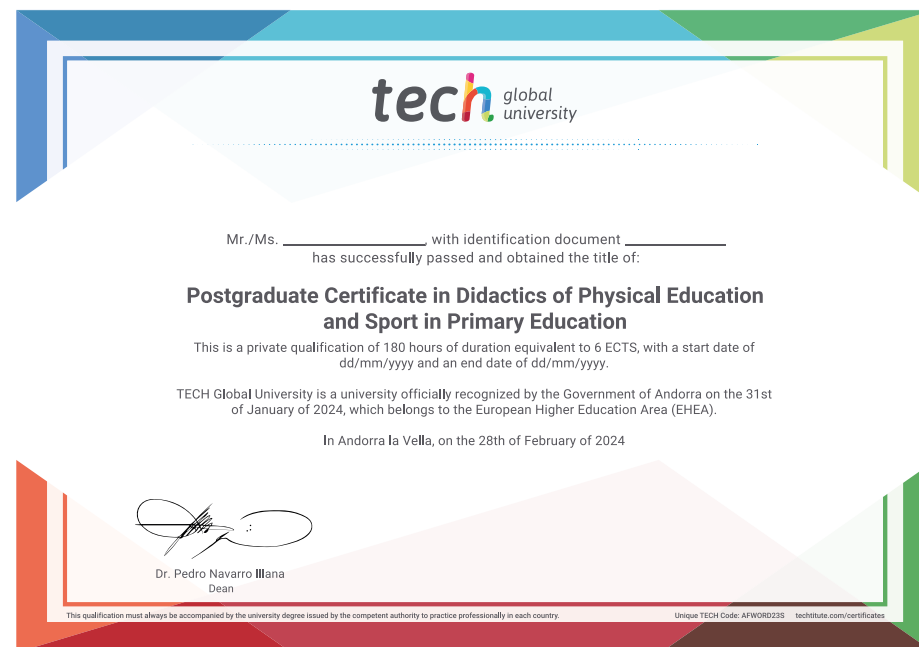 tech global university
Mr./Ms. ____________________, with identification document ______________
has successfully passed and obtained the title of:
Postgraduate Certificate in Didactics of Physical Education
and Sport in Primary Education
This is a private qualification of 180 hours of duration equivalent to 6 ECTS, with a start date of
dd/mm/yyyy and an end date of dd/mm/yyyy.
TECH Global University is a university officially recognized by the Government of Andorra on the 31st
of January of 2024, which belongs to the European Higher Education Area (EHEA).
In Andorra la Vella, on the 28th of February of 2024
Dr. Pedro Navarro Illana
Dean
This qualification must always be accompanied by the university degree issued by the competent authority to practice professionally in each country.
Unique TECH Code: AFWORD23S techtitute.com/certificates